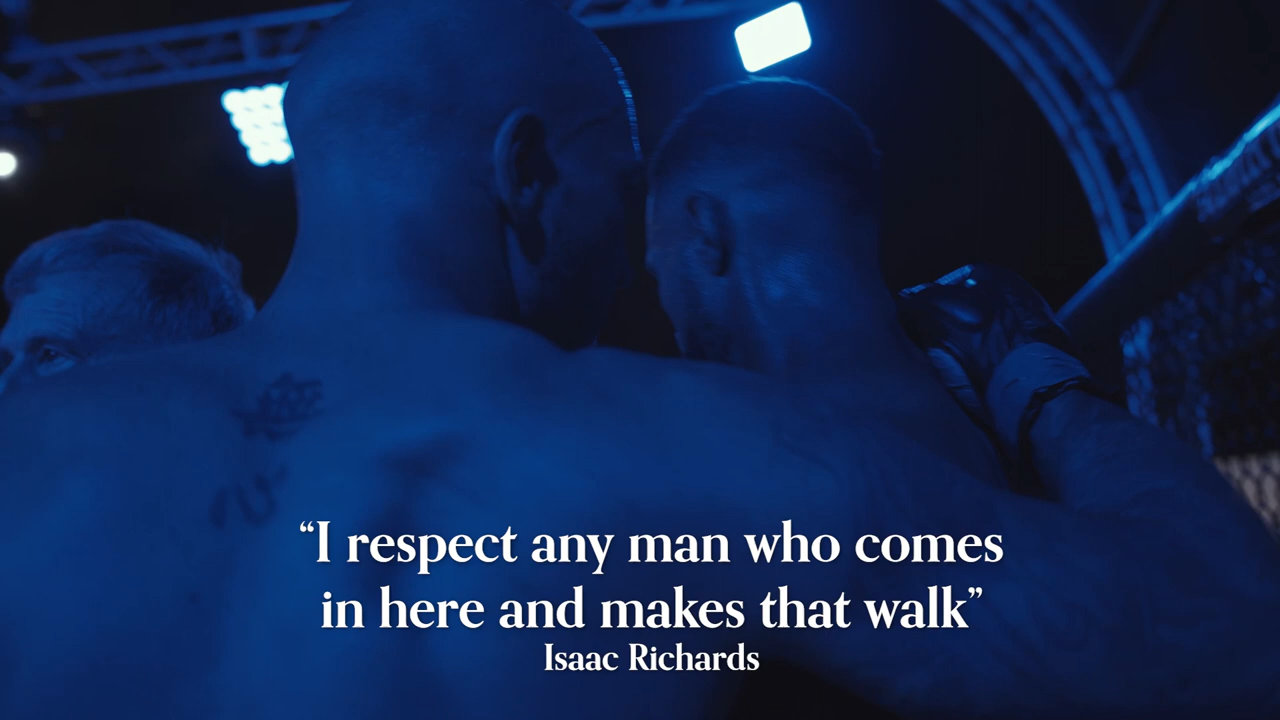 “I respect any man who comes
in here and makes that walk”
Isaac Richards